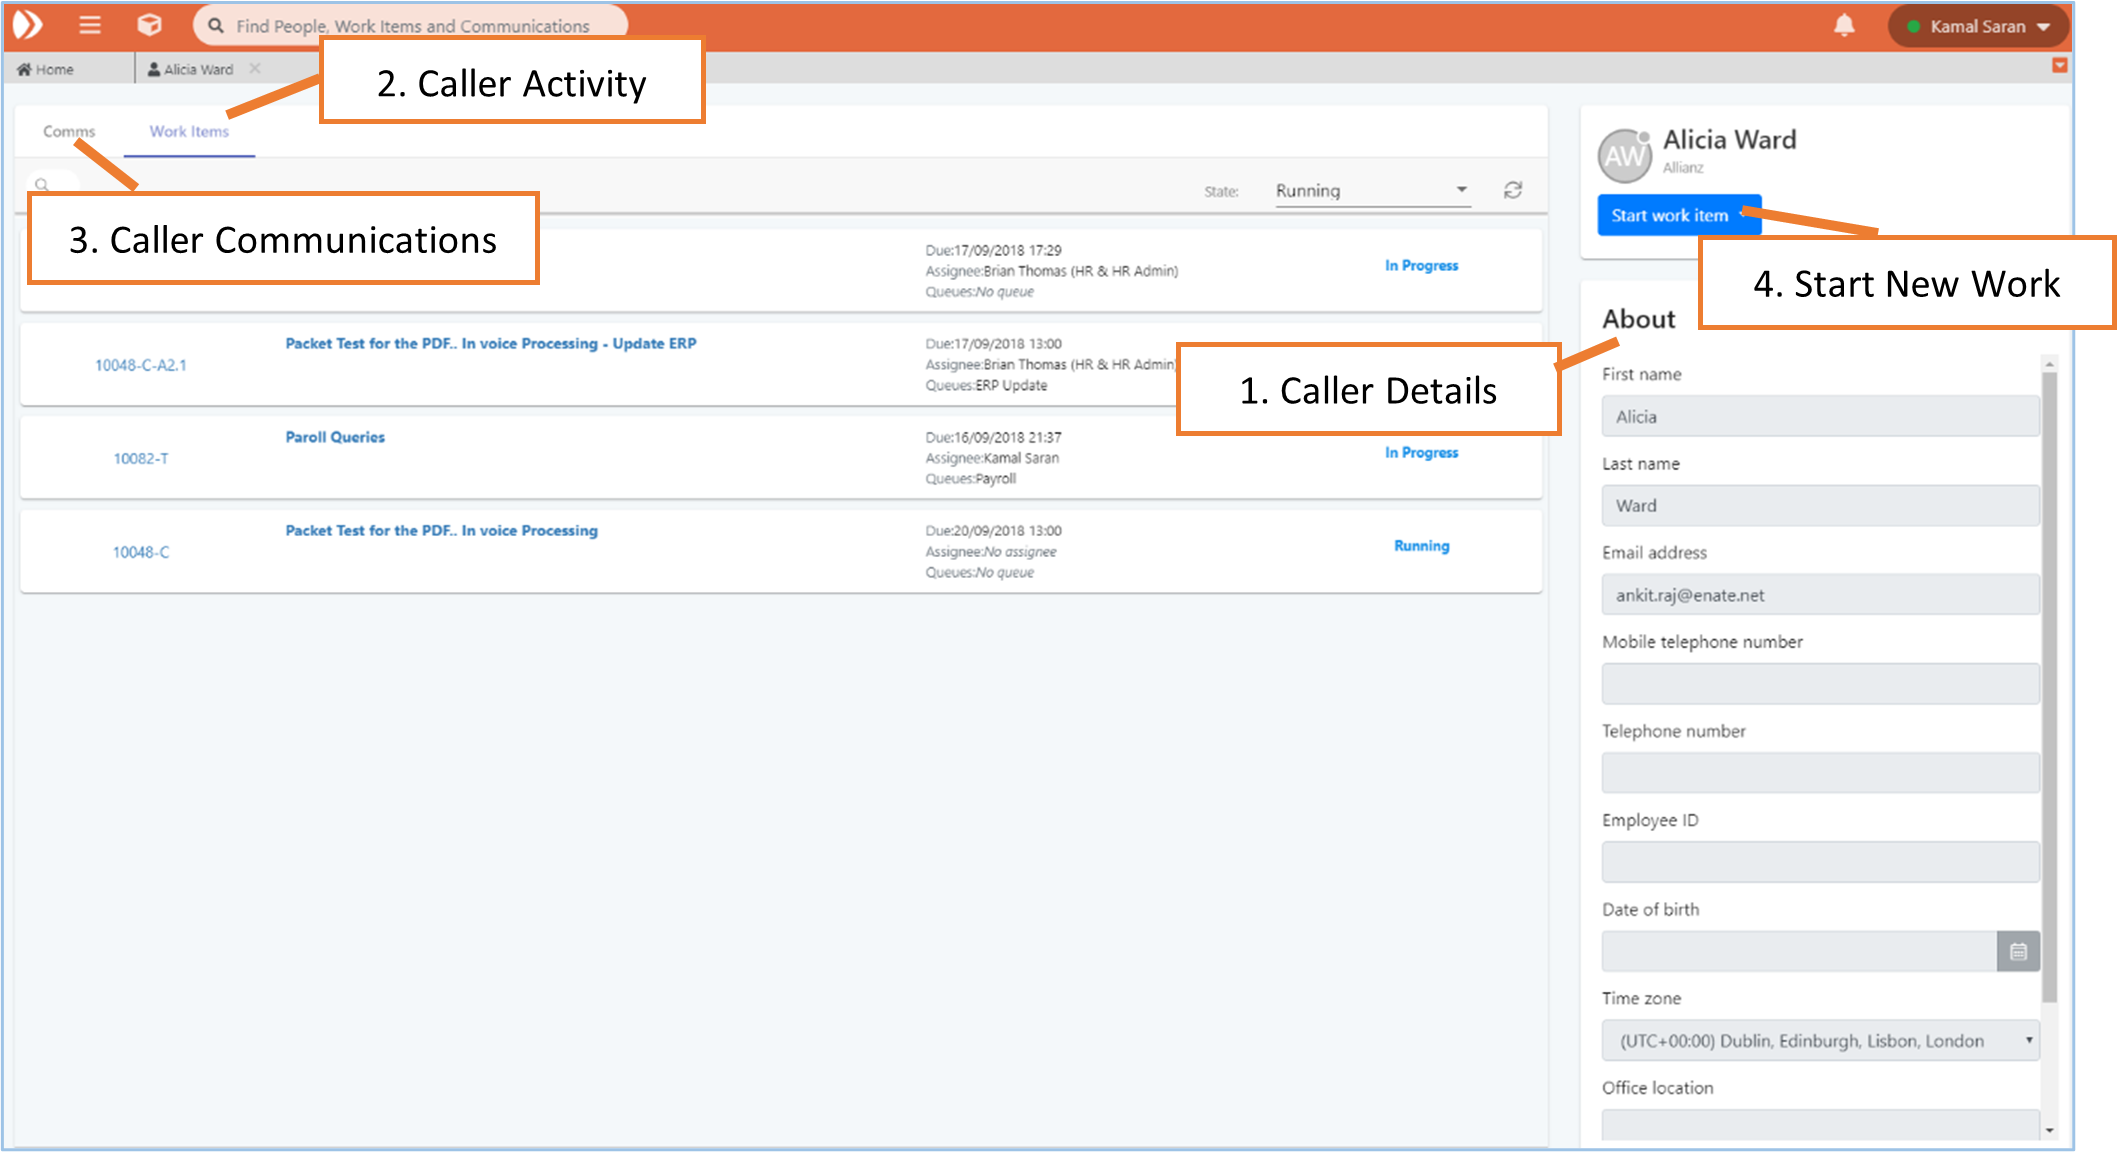 Find People, Work Items and Communications
Kamal Saran
Home
Alicia Ward
2. Caller Activity
Comms
Work Items
3. Caller Communications
State:
Running
Due:17/09/2018 17:29
Assignee:Brian Thomas (HR & HR Admin)
Queues:No queue
In Progress
10048-C-A2.1
Packet Test for the PDF.. In voice Processing - Update ERP
Due:17/09/2018 13:00
Assignee:Brian Thomas (HR & HR Admin)
Queues:ERP Update
10082-T
Paroll Queries
Due:16/09/2018 21:37
Assignee:Kamal Saran
Queues:Payroll
In Progress
10048-C
Packet Test for the PDF.. In voice Processing
Due:20/09/2018 13:00
Assignee:No assignee
Queues:No queue
Running
AW
Alicia Ward
Allianz
Start work item
4. Start New Work
About
1. Caller Details
First name
Alicia
Last name
Ward
Email address
ankit.raj@enate.net
Mobile telephone number
Telephone number
Employee ID
Date of birth
Time zone
(UTC+00:00) Dublin, Edinburgh, Lisbon, London
Office location